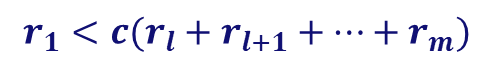 r₁ < c(rₗ + rₗ₊₁ + ⋯ + rₘ)